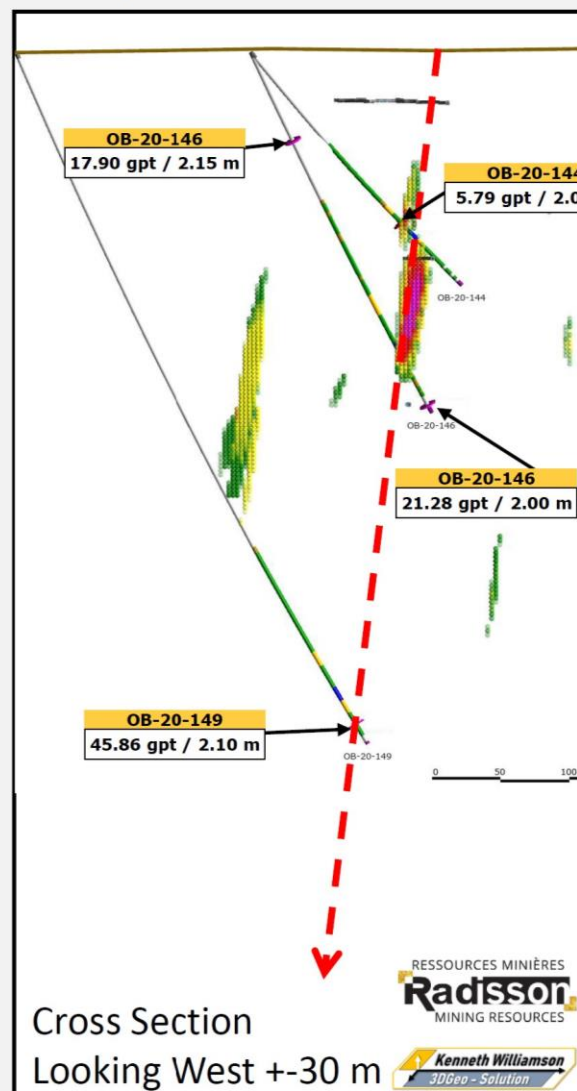 OB-20-146
17.90 gpt / 2.15 m
OB-20-144
5.79 gpt / 2.0
OB-20-144
OB-20-146
OB-20-146
21.28 gpt / 2.00 m
OB-20-149
45.86 gpt / 2.10 m
OB-20-149
0 50 100
RESSOURCES MINIÈRES
Radisson
MINING RESOURCES
Cross Section
Looking West +-30 m
Kenneth Williamson
3DGeo - Solution